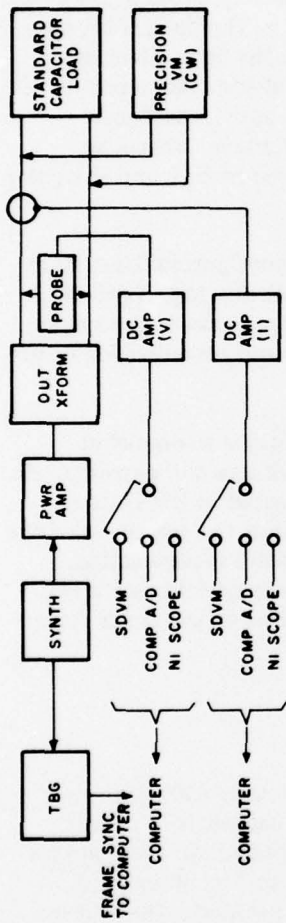 TBG
SYNTH
PWR
AMP
OUT
XFORM
PROBE
STANDARD
CAPACITOR
LOAD
PRECISION
VM
(CW)
FRAME SYNC
TO COMPUTER
DC
AMP
(V)
SDVM
COMP A/D
NI SCOPE
COMPUTER
DC
AMP
(I)
SDVM
COMP A/D
NI SCOPE
COMPUTER